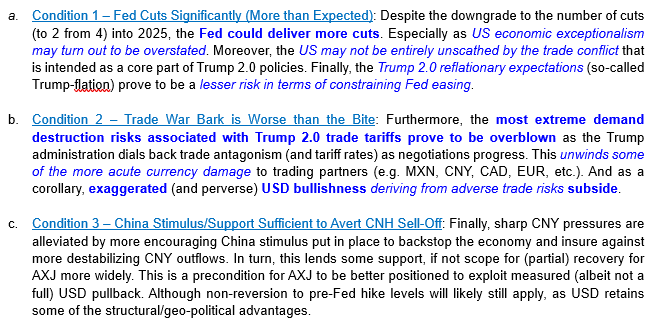 a. Condition 1 – Fed Cuts Significantly (More than Expected): Despite the downgrade to the number of cuts
(to 2 from 4) into 2025, the Fed could deliver more cuts. Especially as US economic exceptionalism
may turn out to be overstated. Moreover, the US may not be entirely unscathed by the trade conflict that
is intended as a core part of Trump 2.0 policies. Finally, the Trump 2.0 reflationary expectations (so-called
Trump-flation) prove to be a lesser risk in terms of constraining Fed easing.
b. Condition 2 – Trade War Bark is Worse than the Bite: Furthermore, the most extreme demand
destruction risks associated with Trump 2.0 trade tariffs prove to be overblown as the Trump
administration dials back trade antagonism (and tariff rates) as negotiations progress. This unwinds some
of the more acute currency damage to trading partners (e.g. MXN, CNY, CAD, EUR, etc.). And as a
corollary, exaggerated (and perverse) USD bullishness deriving from adverse trade risks subside.
c. Condition 3 – China Stimulus/Support Sufficient to Avert CNH Sell-Off: Finally, sharp CNY pressures are
alleviated by more encouraging China stimulus put in place to backstop the economy and insure against
more destabilizing CNY outflows. In turn, this lends some support, if not scope for (partial) recovery for
AXJ more widely. This is a precondition for AXJ to be better positioned to exploit measured (albeit not a
full) USD pullback. Although non-reversion to pre-Fed hike levels will likely still apply, as USD retains
some of the structural/geo-political advantages.